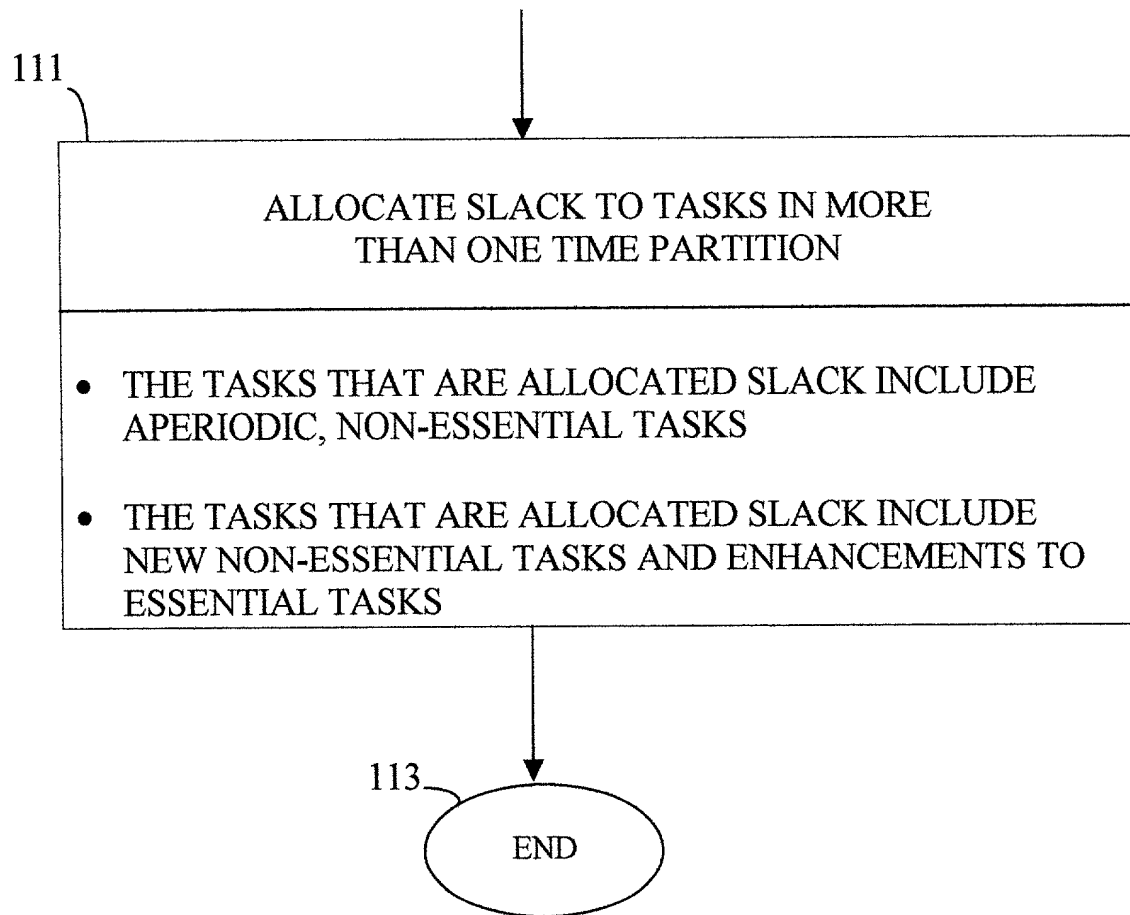 111
ALLOCATE SLACK TO TASKS IN MORE
THAN ONE TIME PARTITION
• THE TASKS THAT ARE ALLOCATED SLACK INCLUDE
APERIODIC, NON-ESSENTIAL TASKS
• THE TASKS THAT ARE ALLOCATED SLACK INCLUDE
NEW NON-ESSENTIAL TASKS AND ENHANCEMENTS TO
ESSENTIAL TASKS
113
END